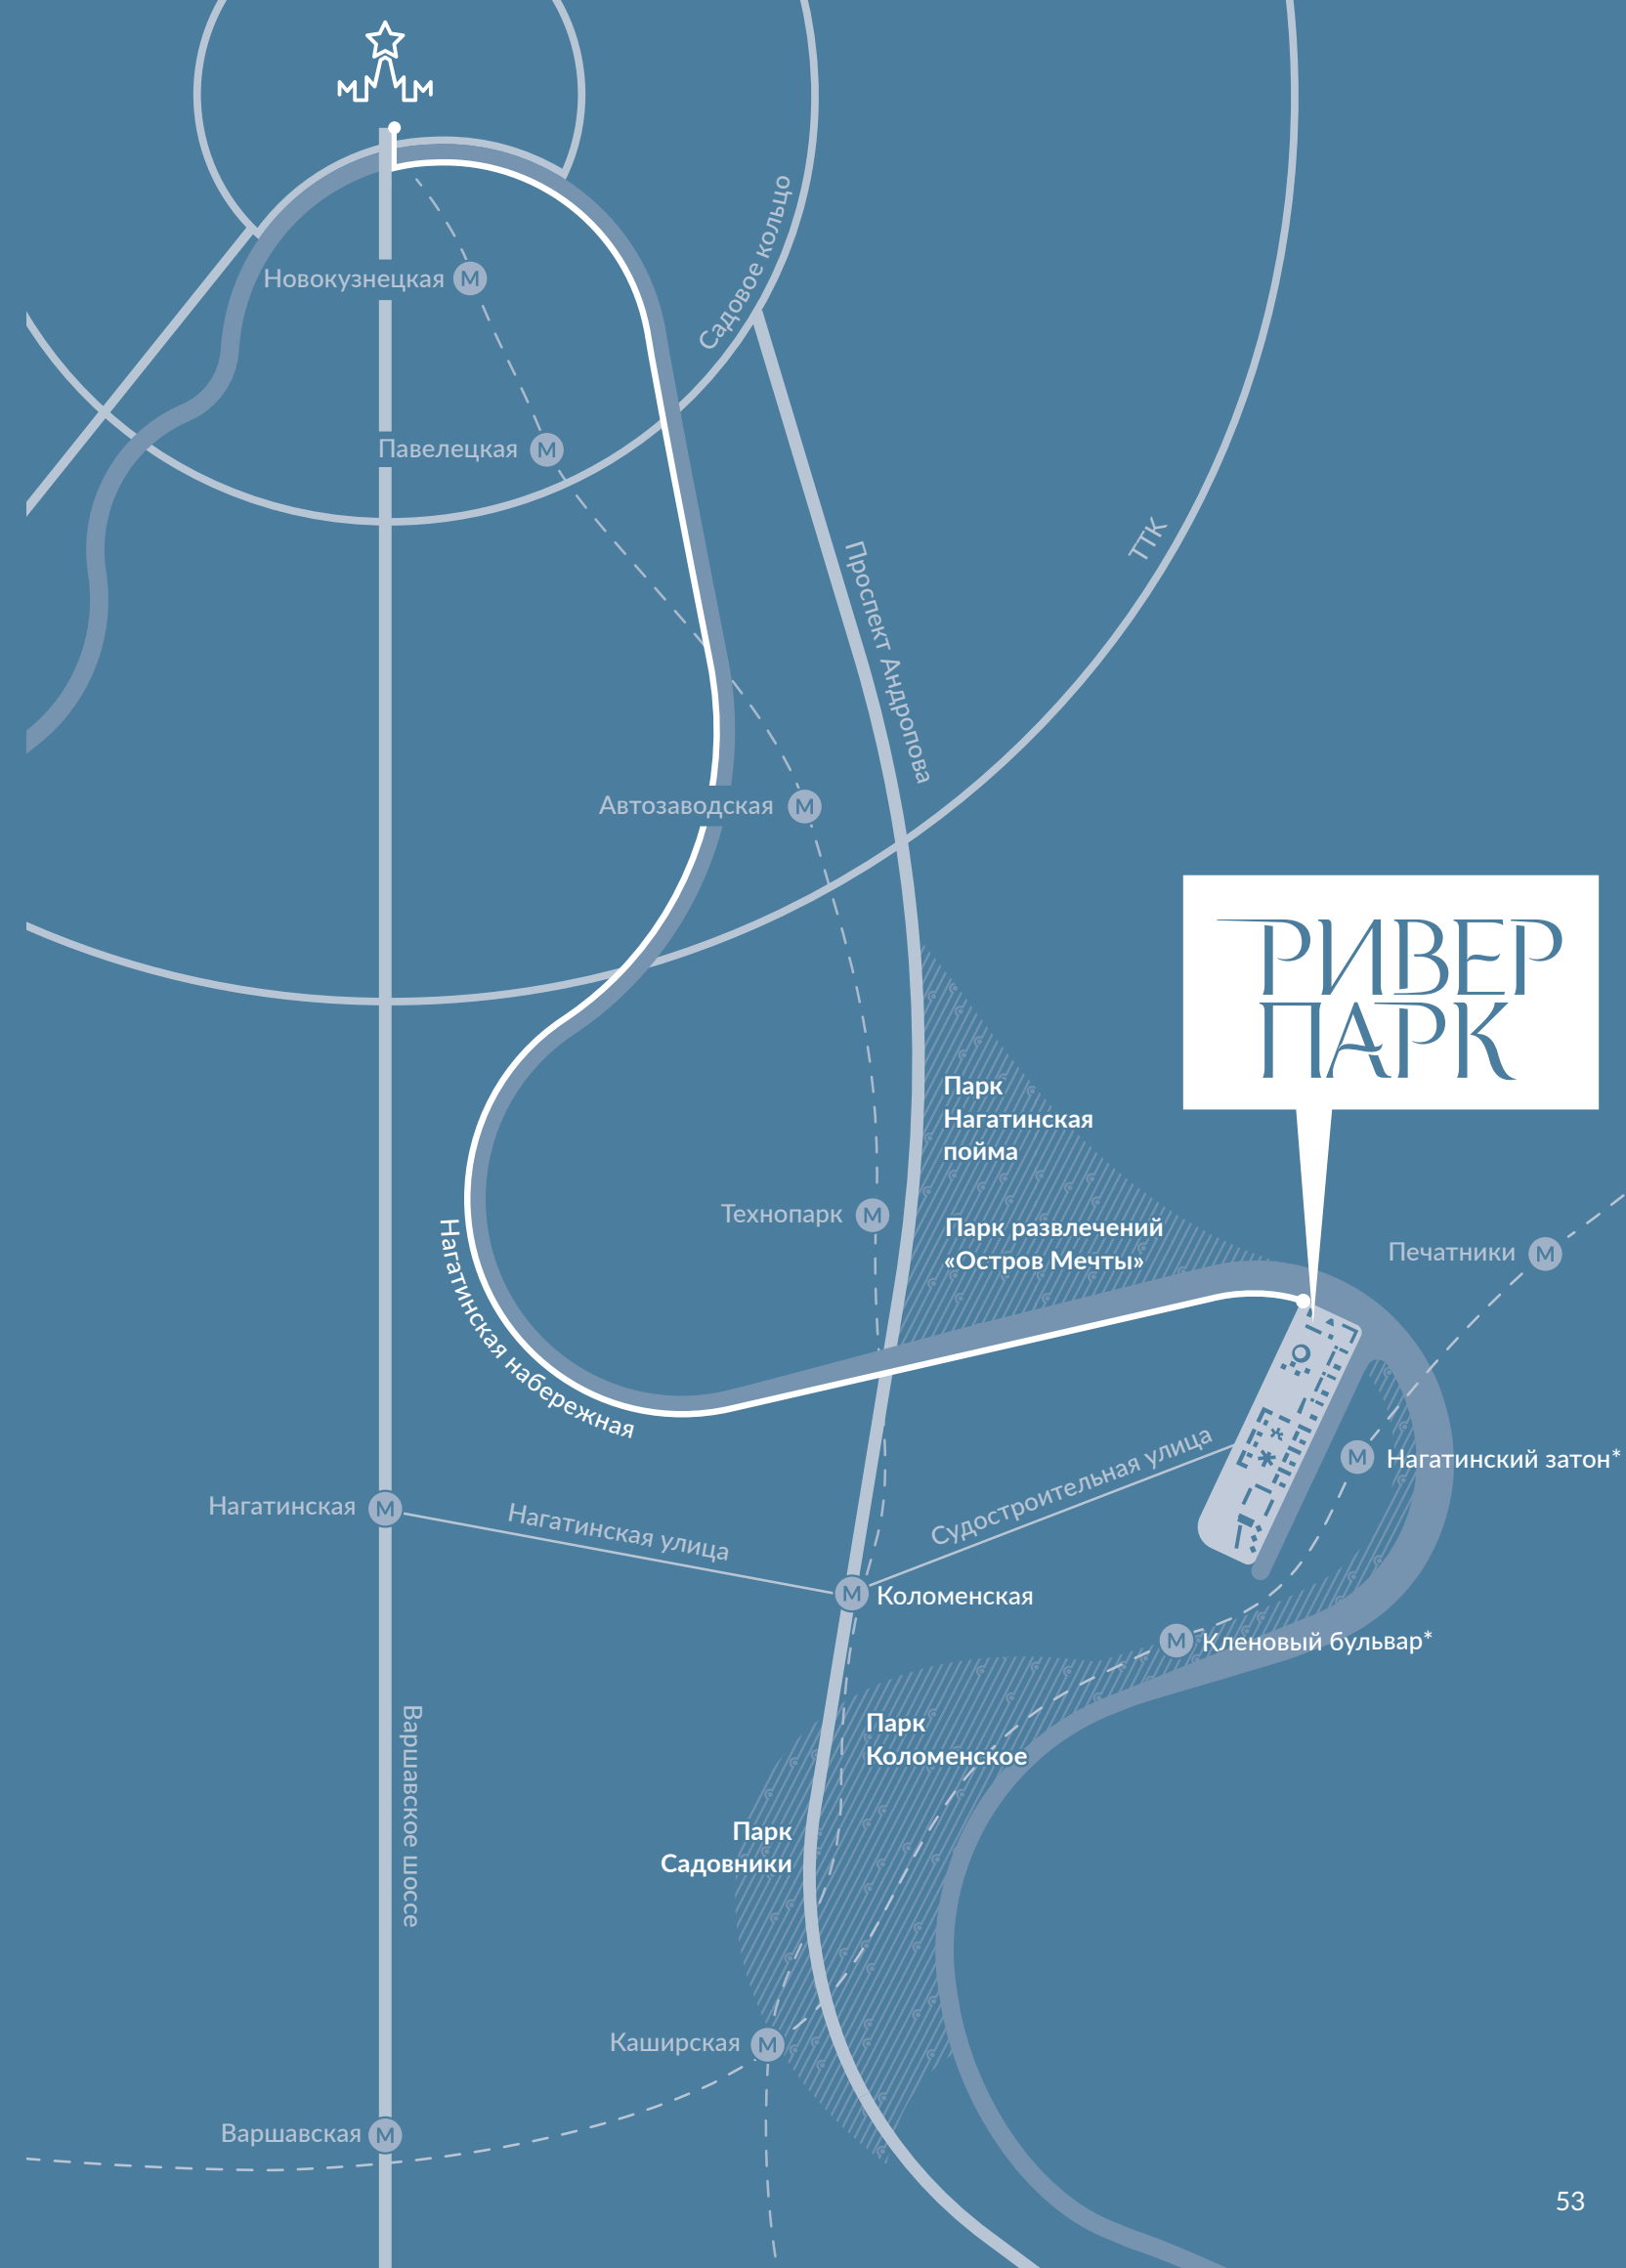 Новокузнецкая
М
Садовое кольцо
Павелецкая
М
Проспект Андропова
ТТК
Автозаводская
М
РИВЕР
ПАРК
Парк
Нагатинская
пойма
Технопарк
М
Парк развлечений
«Остров Мечты»
Печатники
М
Нагатинская набережная
М
Нагатинский затон*
Нагатинская
М
Нагатинская улица
Судостроительная улица
М
Коломенская
М
Кленовый бульвар*
Варшавское шоссе
Парк
Коломенское
Парк
Садовники
Каширская
М
Варшавская
М
53